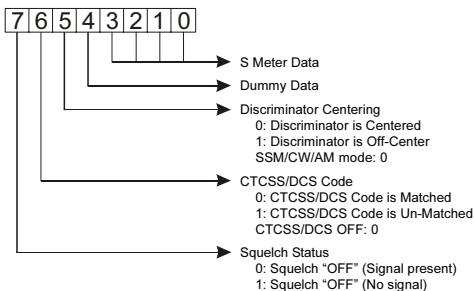 7 6 5 4 3 2 1 0
S Meter Data
Dummy Data
Discriminator Centering
0: Discriminator is Centered
1: Discriminator is Off-Center
SSM/CW/AM mode: 0
CTCSS/DCS Code
0: CTCSS/DCS Code is Matched
1: CTCSS/DCS Code is Un-Matched
CTCSS/DCS OFF: 0
Squelch Status
0: Squelch “OFF” (Signal present)
1: Squelch “OFF” (No signal)